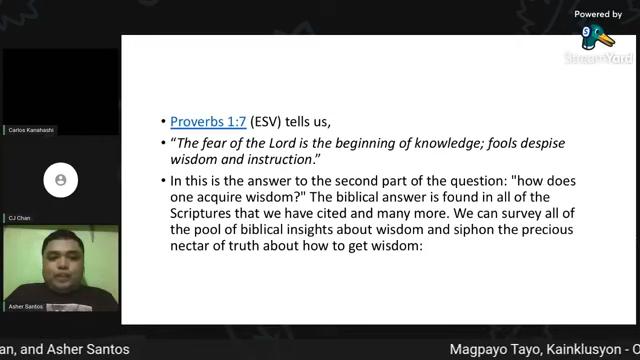 Powered by
StreamYard
• Proverbs 1:7 (ESV) tells us,
• “The fear of the Lord is the beginning of knowledge; fools despise
wisdom and instruction.”
• In this is the answer to the second part of the question: "how does
one acquire wisdom?" The biblical answer is found in all of the
Scriptures that we have cited and many more. We can survey all of
the pool of biblical insights about wisdom and siphon the precious
nectar of truth about how to get wisdom:
Carlos Kanahashi
CJ Chan
Asher Santos
an, and Asher Santos
Magpayo Tayo, Kainklusyon - C